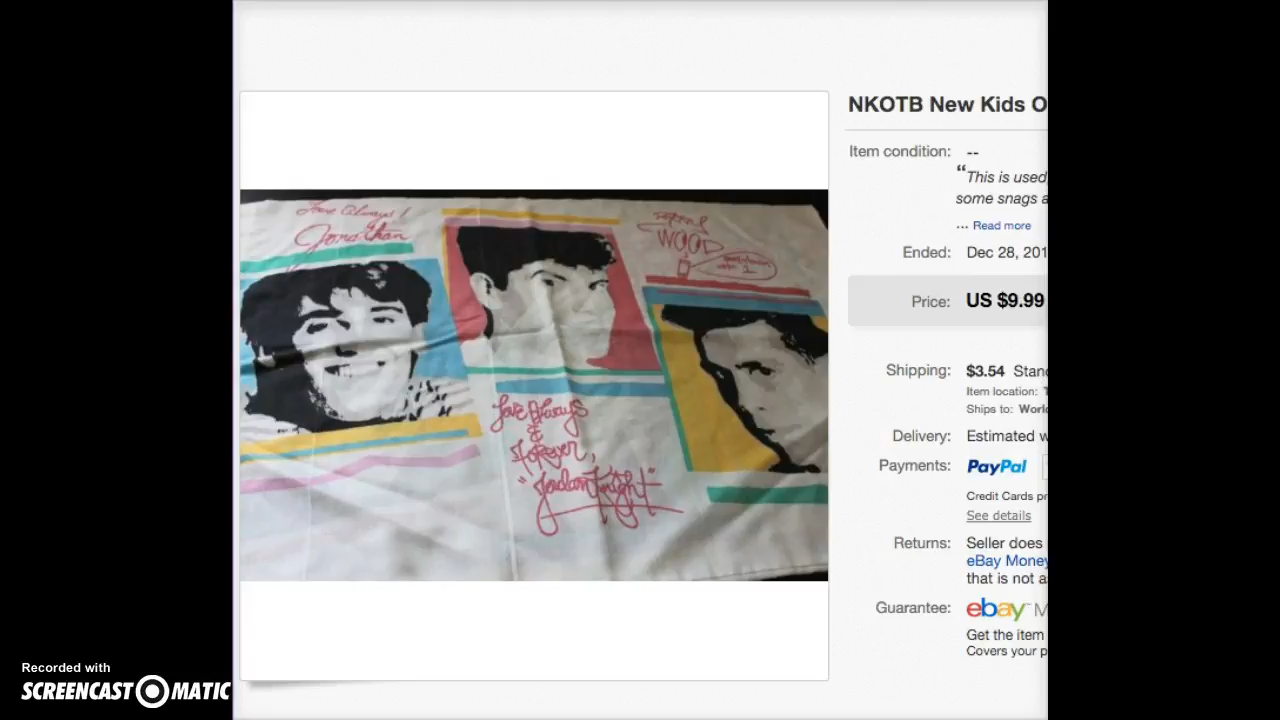 NKOTB New Kids O
Item condition: --
“This is used,
some snags a
... Read more
Ended: Dec 28, 201
Price: US $9.99
Shipping: $3.54 Stand
Item location: T
Ships to: World
Delivery: Estimated w
Payments: PayPal
Credit Cards pr
See details
Returns: Seller does
eBay Money
that is not a
Guarantee: ebay M
Get the item
Covers your p
Love Always!
Jonathan
WOOD
Love Always
&
Forever,
"Jordan Knight"
Recorded with
SCREENCAST MATIC